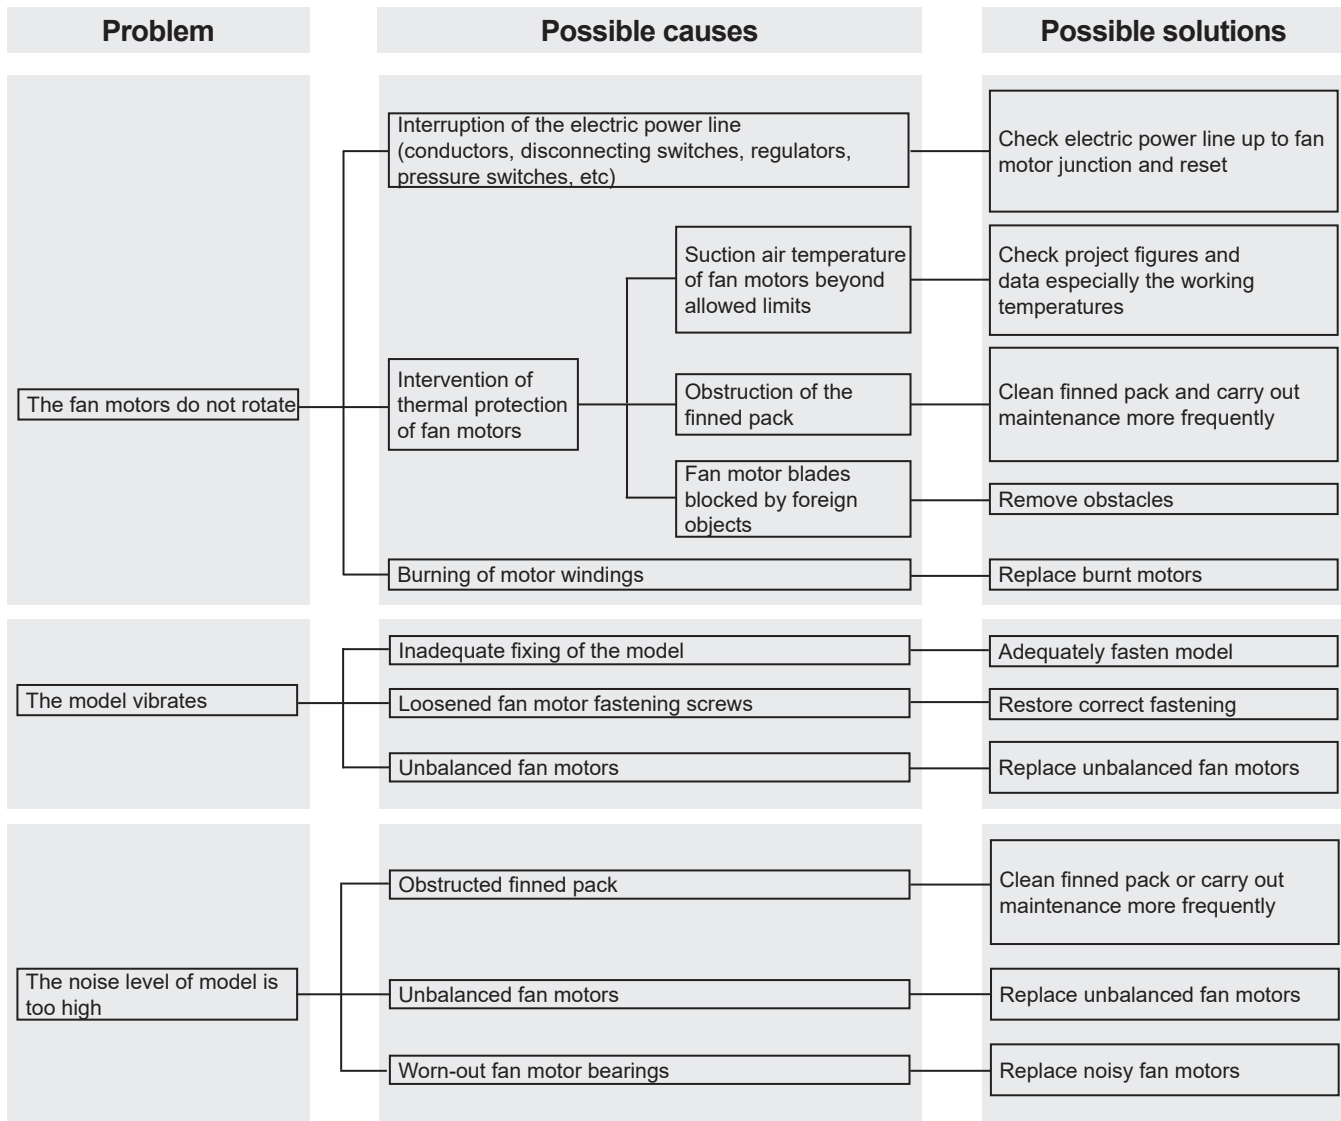 Problem
Possible causes
Possible solutions
The fan motors do not rotate
Interruption of the electric power line
(conductors, disconnecting switches, regulators,
pressure switches, etc)
Check electric power line up to fan
motor junction and reset
Intervention of
thermal protection
of fan motors
Suction air temperature
of fan motors beyond
allowed limits
Check project figures and
data especially the working
temperatures
Obstruction of the
finned pack
Clean finned pack and carry out
maintenance more frequently
Fan motor blades
blocked by foreign
objects
Remove obstacles
Burning of motor windings
Replace burnt motors
The model vibrates
Inadequate fixing of the model
Adequately fasten model
Loosened fan motor fastening screws
Restore correct fastening
Unbalanced fan motors
Replace unbalanced fan motors
The noise level of model is
too high
Obstructed finned pack
Clean finned pack or carry out
maintenance more frequently
Unbalanced fan motors
Replace unbalanced fan motors
Worn-out fan motor bearings
Replace noisy fan motors